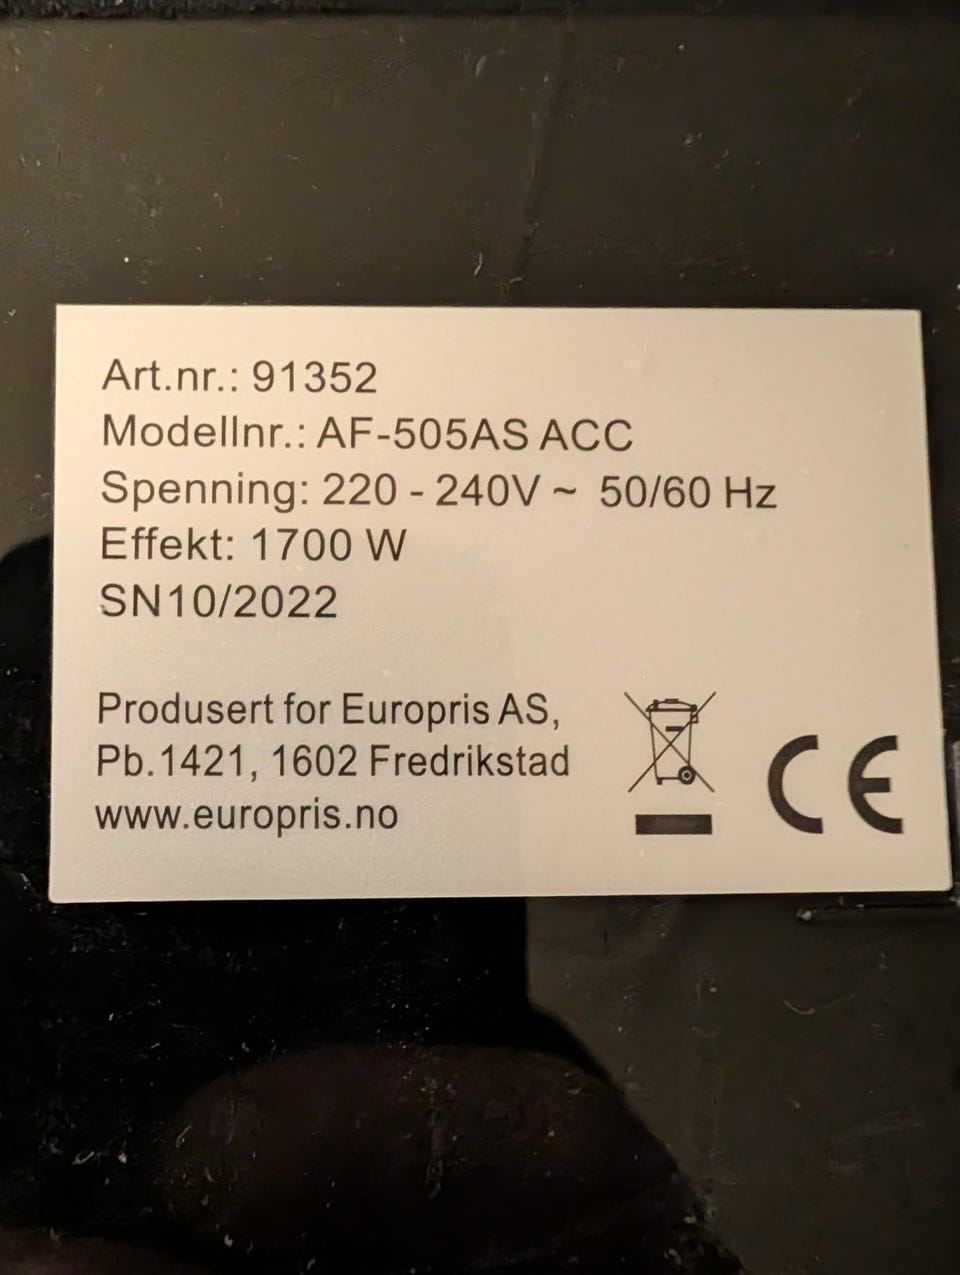 Art.nr.: 91352
Modellnr.: AF-505AS ACC
Spenning: 220 - 240V ~ 50/60 Hz
Effekt: 1700 W
SN10/2022
Produsert for Europris AS,
Pb.1421, 1602 Fredrikstad
www.europris.no
CE